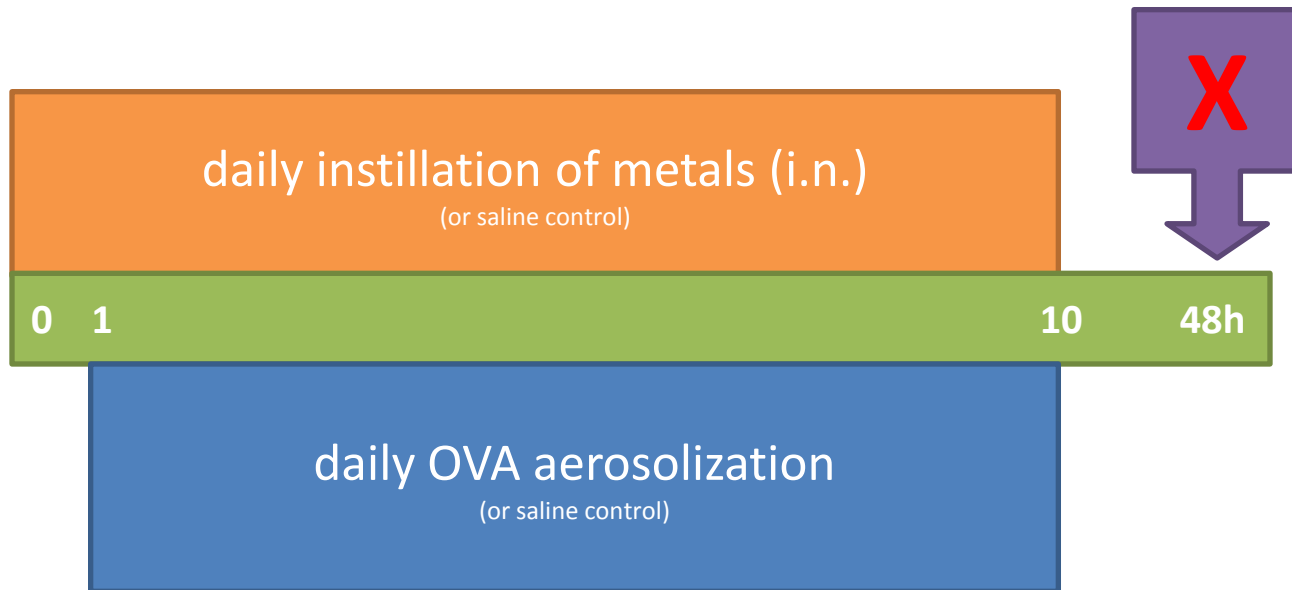 X
daily instillation of metals (i.n.)
(or saline control)
0 1 10 48h
daily OVA aerosolization
(or saline control)